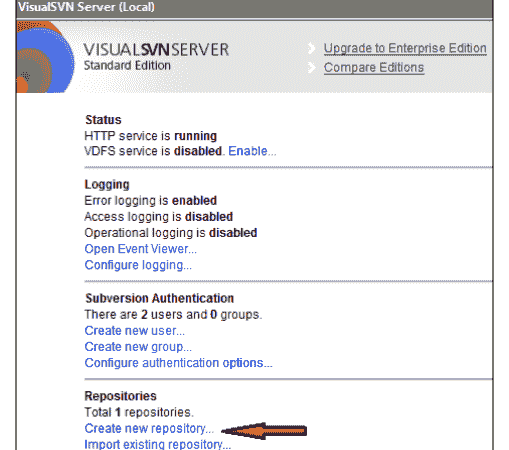 VisualSVN Server (Local)
VISUALSVNSERVER
Standard Edition
Upgrade to Enterprise Edition
Compare Editions
Status
HTTP service is running
VDFS service is disabled. Enable...
Logging
Error logging is enabled
Access logging is disabled
Operational logging is disabled
Open Event Viewer...
Configure logging...
Subversion Authentication
There are 2 users and 0 groups.
Create new user...
Create new group...
Configure authentication options...
Repositories
Total 1 repositories.
Create new repository...
Import existing repository...